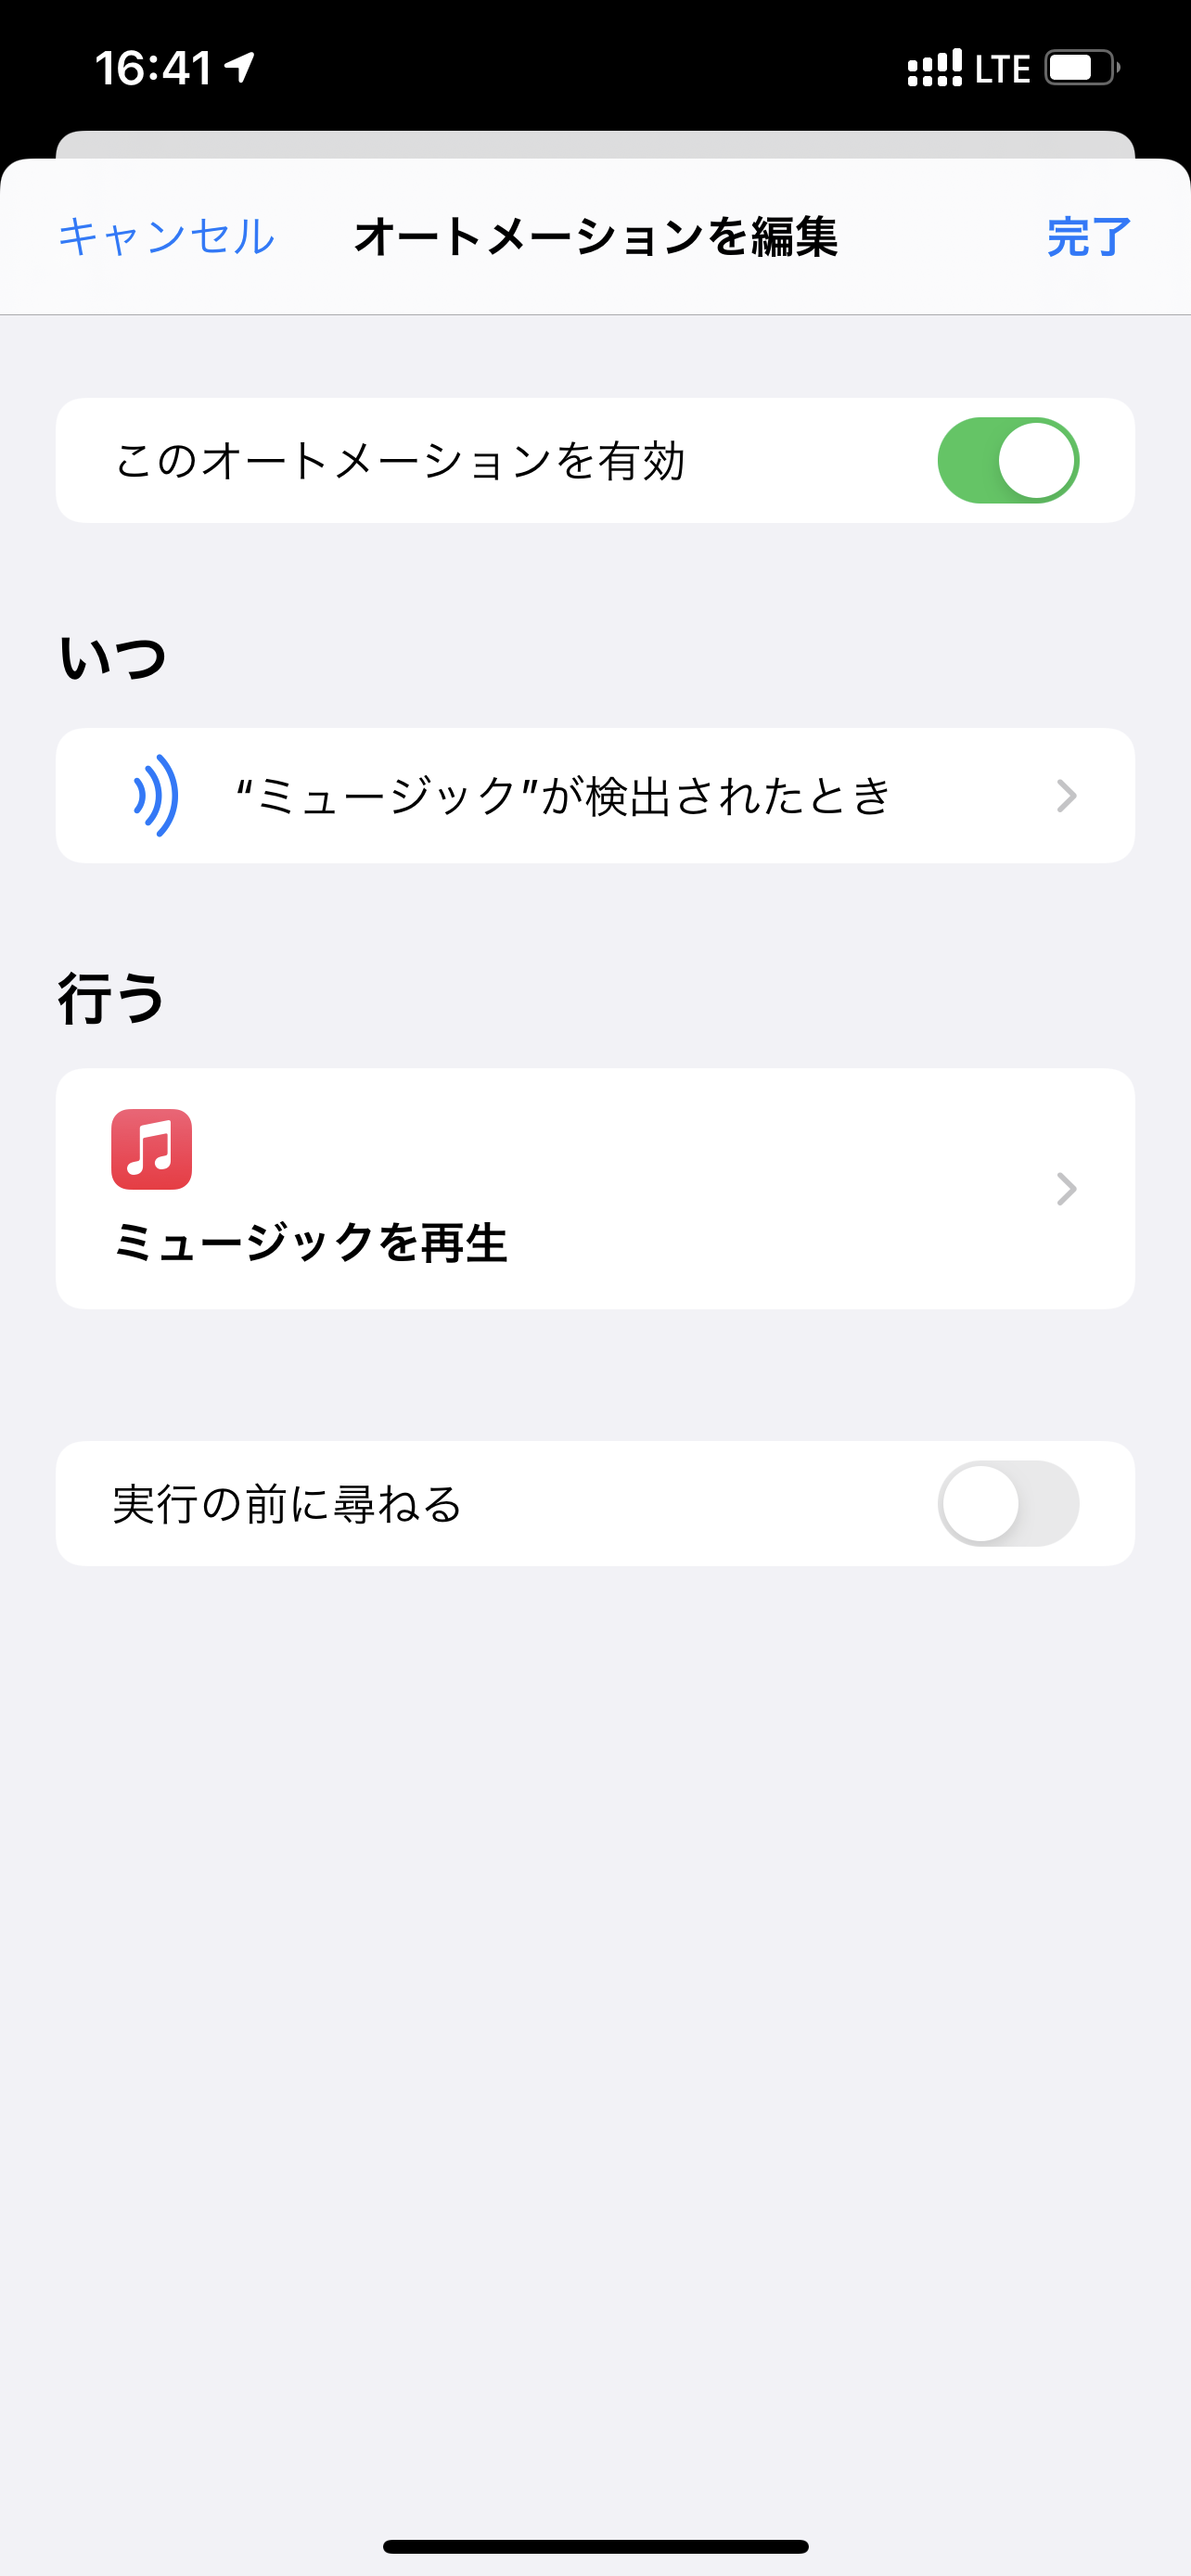 16:41
LTE
キャンセル
オートメーションを編集
完了
このオートメーションを有効
いつ
“ミュージック”が検出されたとき
行う
ミュージックを再生
実行の前に尋ねる